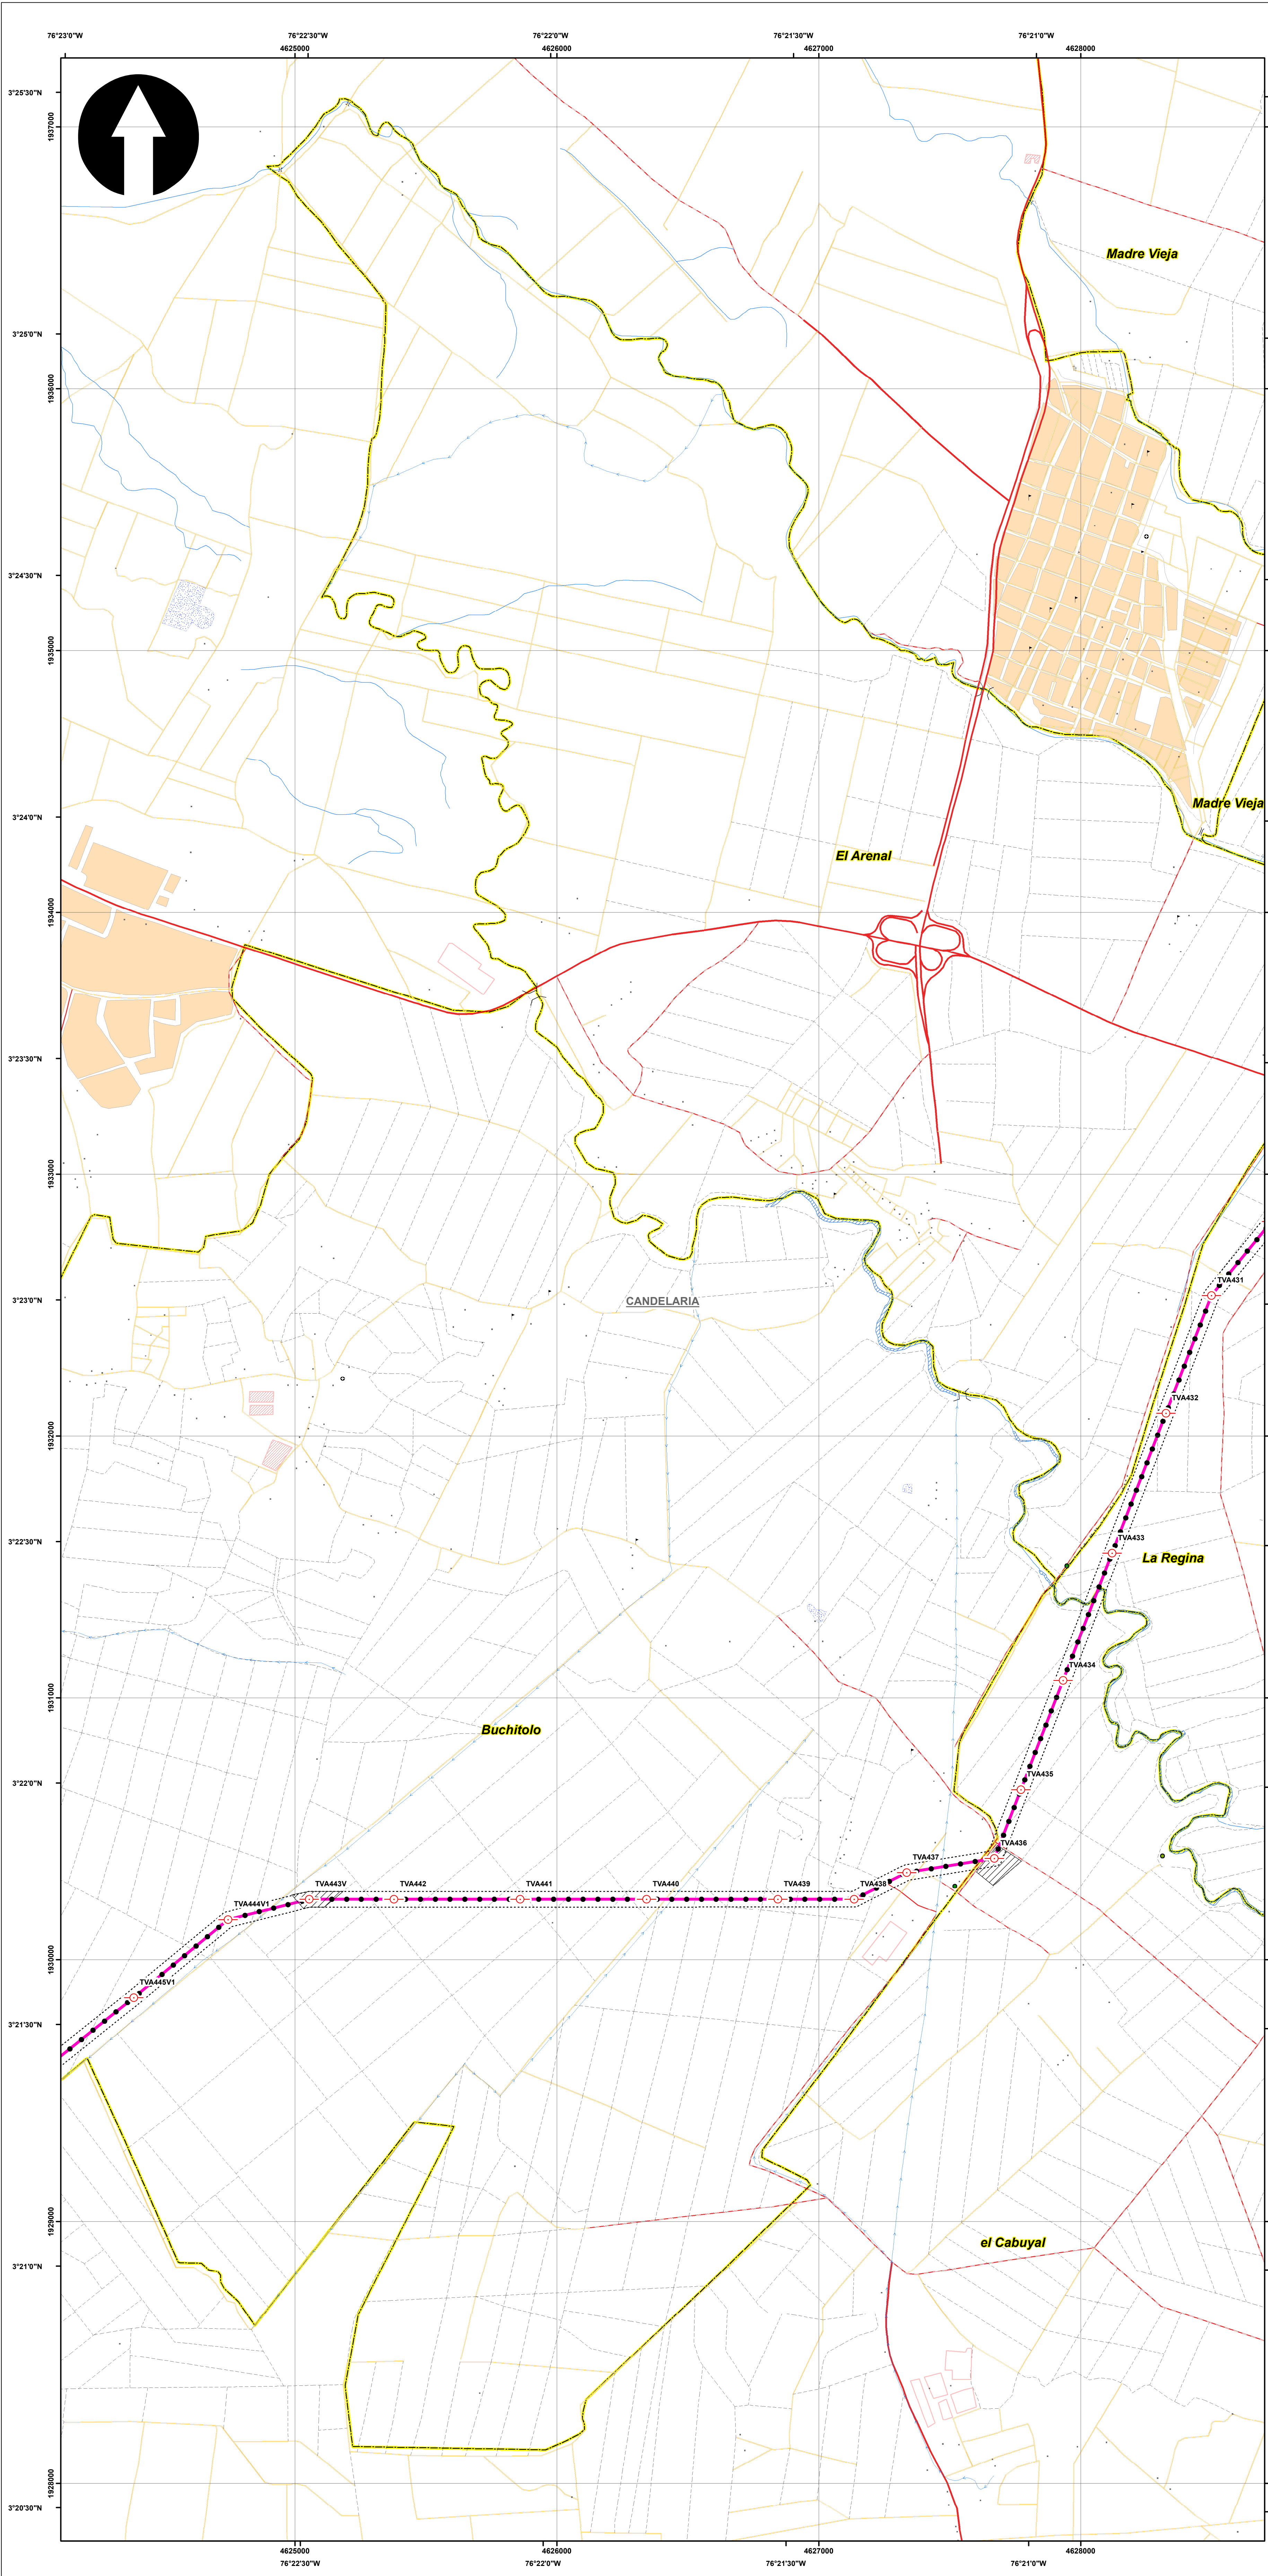 76°23'0"W 76°22'30"W 76°22'0"W 76°21'30"W 76°21'0"W
4625000 4626000 4627000 4628000
3°25'30"N
1937000
Madre Vieja
3°25'0"N
1936000
3°24'30"N
1935000
Madre Vieja
3°24'0"N
El Arenal
1934000
3°23'30"N
1933000
TVA431
3°23'0"N
CANDELARIA
TVA432
1932000
TVA433
3°22'30"N
La Regina
TVA434
1931000
Buchitolo
TVA435
3°22'0"N
TVA436
TVA437
TVA443V TVA442 TVA441 TVA440 TVA439 TVA438
TVA444V1
1930000
TVA445V1
3°21'30"N
1929000
el Cabuyal
3°21'0"N
1928000
3°20'30"N
4625000 4626000 4627000 4628000
76°22'30"W 76°22'0"W 76°21'30"W 76°21'0"W